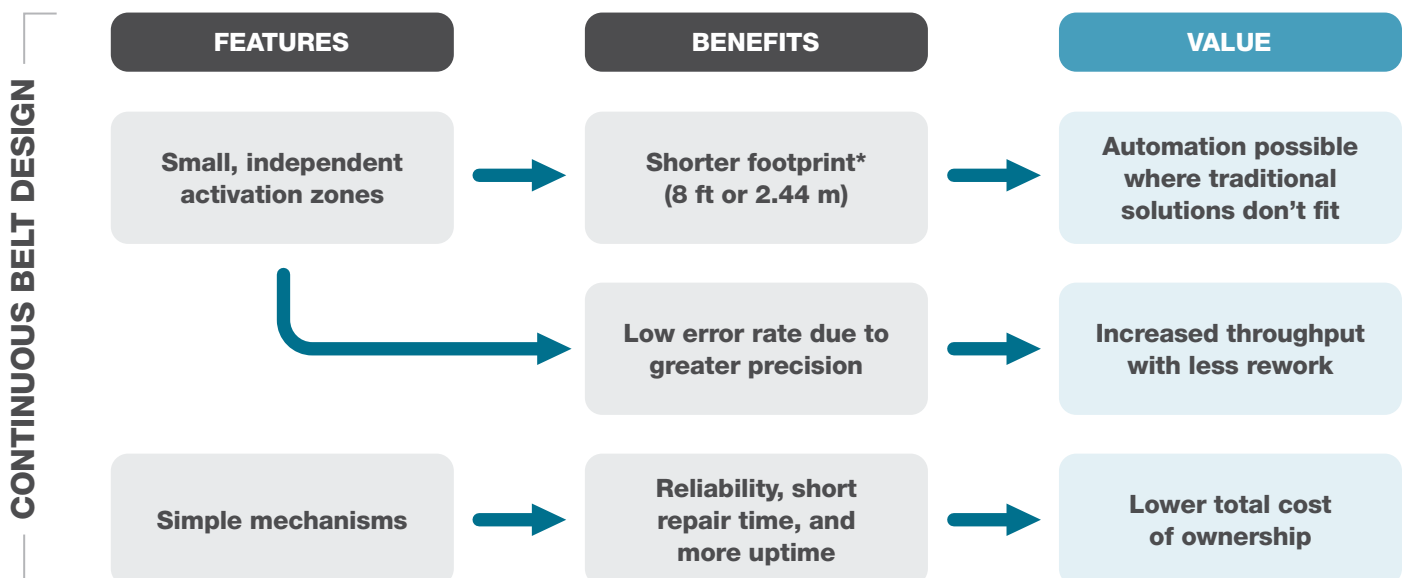 CONTINUOUS BELT DESIGN
FEATURES
BENEFITS
VALUE
Small, independent
activation zones
Shorter footprint*
(8 ft or 2.44 m)
Automation possible
where traditional
solutions don’t fit
Low error rate due to
greater precision
Increased throughput
with less rework
Simple mechanisms
Reliability, short
repair time, and
more uptime
Lower total cost
of ownership